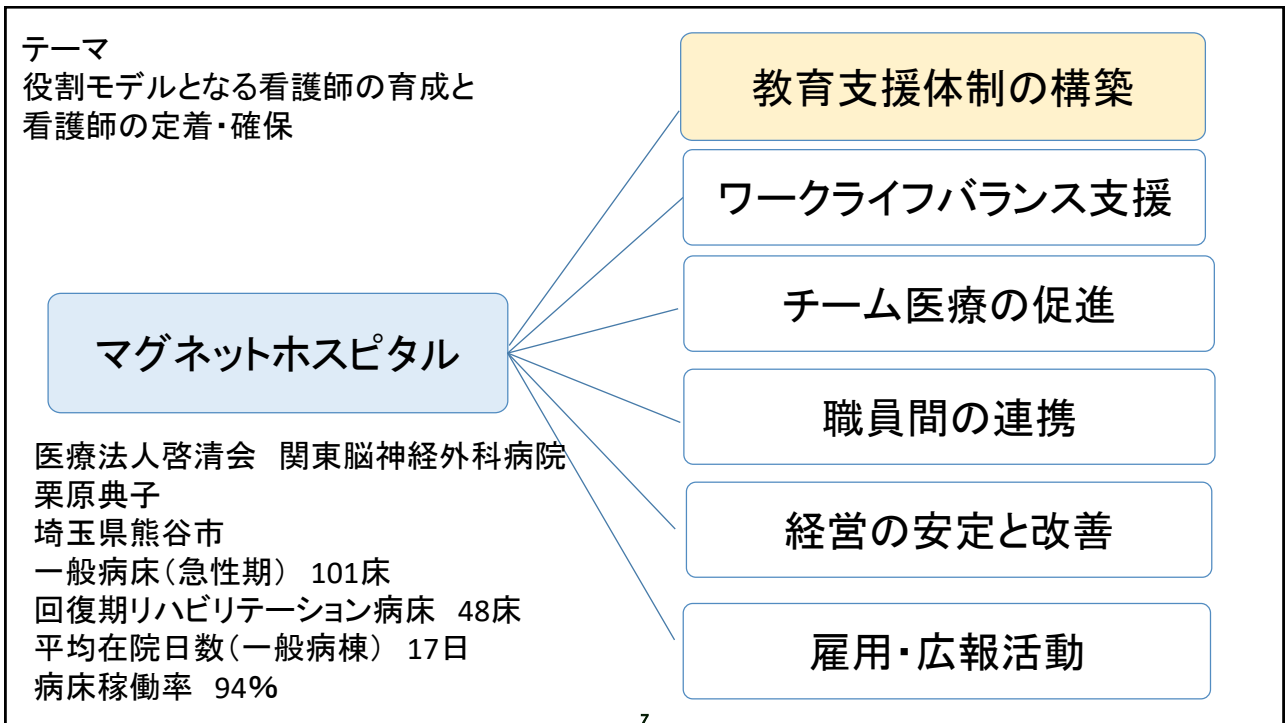 テーマ
役割モデルとなる看護師の育成と
看護師の定着・確保
マグネットホスピタル
医療法人啓清会　関東脳神経外科病院
栗原典子
埼玉県熊谷市
一般病床（急性期）　101床
回復期リハビリテーション病床　48床
平均在院日数（一般病棟）　17日
病床稼働率　94%
教育支援体制の構築
ワークライフバランス支援
チーム医療の促進
職員間の連携
経営の安定と改善
雇用・広報活動
7